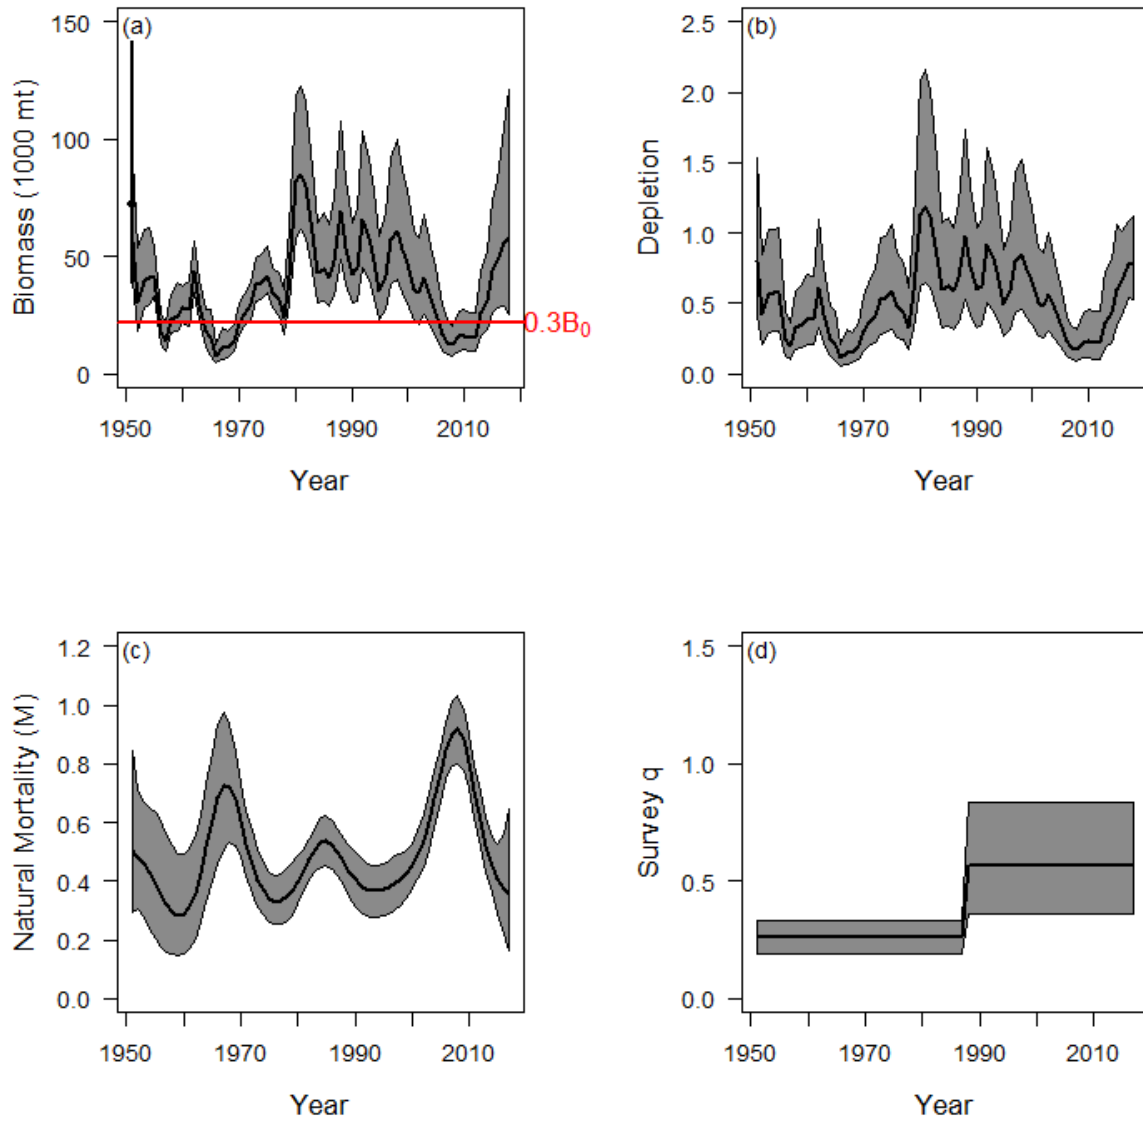 (a)
150
100
50
0
Biomass (1000 mt)
0.3B₀
1950 1970 1990 2010
Year
(b)
2.5
2.0
1.5
1.0
0.5
0.0
Depletion
1950 1970 1990 2010
Year
(c)
1.2
1.0
0.8
0.6
0.4
0.2
0.0
Natural Mortality (M)
1950 1970 1990 2010
Year
(d)
1.5
1.0
0.5
0.0
Survey q
1950 1970 1990 2010
Year